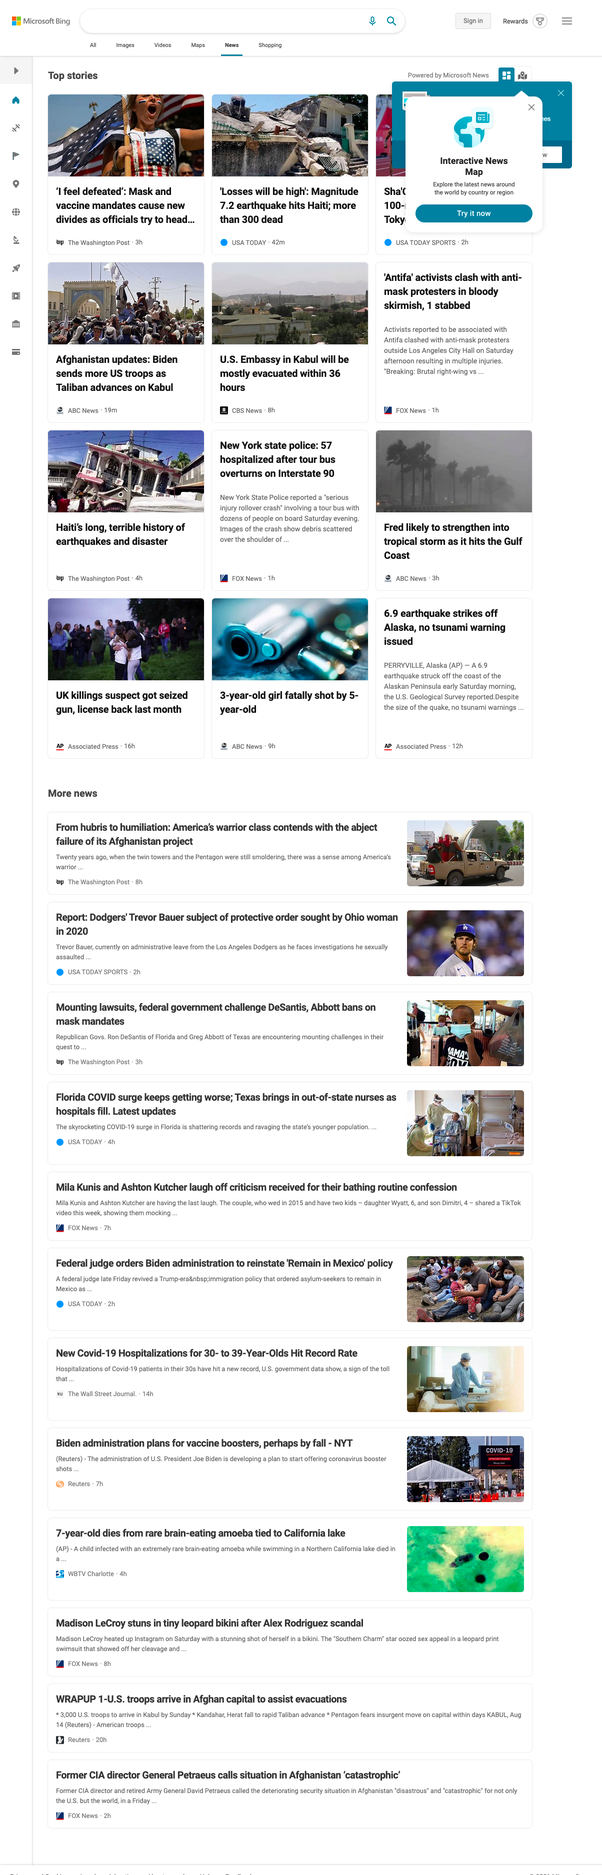 Microsoft Bing
Sign in
Rewards
All
Images
Videos
Maps
News
Shopping
Top stories
Powered by Microsoft News
Interactive News
Map
Explore the latest news around
the world by country or region
Try it now
'I feel defeated': Mask and
vaccine mandates cause new
divides as officials try to head...
wp The Washington Post · 3h
'Losses will be high': Magnitude
7.2 earthquake hits Haiti; more
than 300 dead
USA TODAY · 42m
100-
USA TODAY SPORTS · 2h
Afghanistan updates: Biden
sends more US troops as
Taliban advances on Kabul
ABC News · 19m
U.S. Embassy in Kabul will be
mostly evacuated within 36
hours
CBS News · 8h
'Antifa' activists clash with anti-
mask protesters in bloody
skirmish, 1 stabbed
Activists reported to be associated with
Antifa clashed with anti-mask protesters
outside Los Angeles City Hall on Saturday
afternoon resulting in multiple injuries.
"Breaking: Brutal right-wing vs ...
FOX News · 1h
Haiti's long, terrible history of
earthquakes and disaster
wp The Washington Post · 4h
New York state police: 57
hospitalized after tour bus
overturns on Interstate 90
New York State Police reported a "serious
injury rollover crash" involving a tour bus with
dozens of people on board Saturday evening.
Images of the crash show debris scattered
over the shoulder of ...
FOX News · 1h
Fred likely to strengthen into
tropical storm as it hits the Gulf
Coast
ABC News · 3h
UK killings suspect got seized
gun, license back last month
AP Associated Press · 16h
3-year-old girl fatally shot by 5-
year-old
ABC News · 9h
6.9 earthquake strikes off
Alaska, no tsunami warning
issued
PERRYVILLE, Alaska (AP) — A 6.9
earthquake struck off the coast of the
Alaskan Peninsula early Saturday morning,
the U.S. Geological Survey reported.Despite
the size of the quake, no tsunami warnings ...
AP Associated Press · 12h
More news
From hubris to humiliation: America's warrior class contends with the abject
failure of its Afghanistan project
Twenty years ago, when the twin towers and the Pentagon were still smoldering, there was a sense among America's
warrior ...
wp The Washington Post · 8h
Report: Dodgers' Trevor Bauer subject of protective order sought by Ohio woman
in 2020
Trevor Bauer, currently on administrative leave from the Los Angeles Dodgers as he faces investigations he sexually
assaulted ...
USA TODAY SPORTS · 2h
Mounting lawsuits, federal government challenge DeSantis, Abbott bans on
mask mandates
Republican Govs. Ron DeSantis of Florida and Greg Abbott of Texas are encountering mounting challenges in their
quest to ...
wp The Washington Post · 3h
Florida COVID surge keeps getting worse; Texas brings in out-of-state nurses as
hospitals fill. Latest updates
The skyrocketing COVID-19 surge in Florida is shattering records and ravaging the state's younger population. ...
USA TODAY · 4h
Mila Kunis and Ashton Kutcher laugh off criticism received for their bathing routine confession
Mila Kunis and Ashton Kutcher are having the last laugh. The couple, who wed in 2015 and have two kids – daughter Wyatt, 6, and son Dimitri, 4 – shared a TikTok
video this week, showing them mocking ...
FOX News · 7h
Federal judge orders Biden administration to reinstate 'Remain in Mexico' policy
A federal judge late Friday revived a Trump-era&nbsp;immigration policy that ordered asylum-seekers to remain in
Mexico as ...
USA TODAY · 2h
New Covid-19 Hospitalizations for 30- to 39-Year-Olds Hit Record Rate
Hospitalizations of Covid-19 patients in their 30s have hit a new record, U.S. government data show, a sign of the toll
that ...
The Wall Street Journal. · 14h
Biden administration plans for vaccine boosters, perhaps by fall - NYT
(Reuters) - The administration of U.S. President Joe Biden is developing a plan to start offering coronavirus booster
shots ...
Reuters · 7h
COVID-19
7-year-old dies from rare brain-eating amoeba tied to California lake
(AP) - A child infected with an extremely rare brain-eating amoeba while swimming in a Northern California lake died in
a ...
WBTV Charlotte · 4h
Madison LeCroy stuns in tiny leopard bikini after Alex Rodriguez scandal
Madison LeCroy heated up Instagram on Saturday with a stunning shot of herself in a bikini. The "Southern Charm" star oozed sex appeal in a leopard print
swimsuit that showed off her cleavage and ...
FOX News · 8h
WRAPUP 1-U.S. troops arrive in Afghan capital to assist evacuations
* 3,000 U.S. troops to arrive in Kabul by Sunday * Kandahar, Herat fall to rapid Taliban advance * Pentagon fears insurgent move on capital within days KABUL, Aug
14 (Reuters) - American troops ...
Reuters · 20h
Former CIA director General Petraeus calls situation in Afghanistan 'catastrophic'
Former CIA director and retired Army General David Petraeus called the deteriorating security situation in Afghanistan "disastrous" and "catastrophic" for not only
the U.S. but the world, in a Friday ...
FOX News · 2h